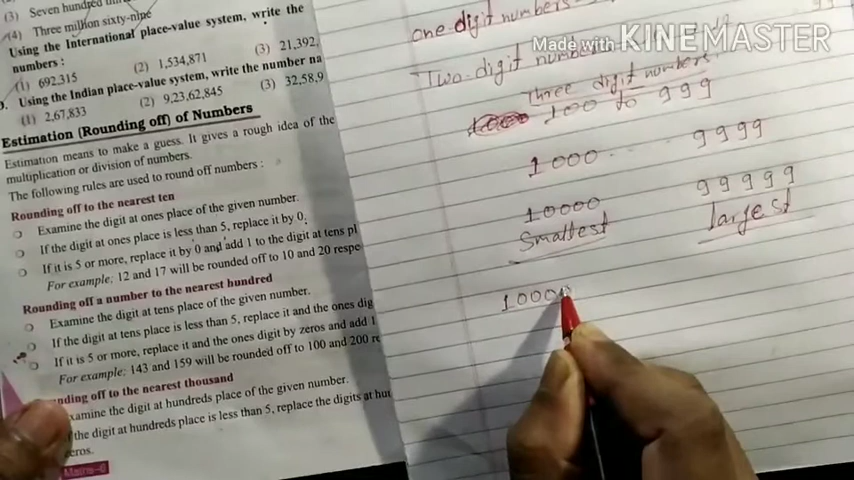 (3) Seven hundred
(4) Three million sixty-nine
Using the International place-value system, write the
numbers :
(1) 692,315 (2) 1,534,871 (3) 21,392,
Using the Indian place-value system, write the number na
(1) 2,67,833 (2) 9,23,62,845 (3) 32,58,9
Estimation (Rounding off) of Numbers
Estimation means to make a guess. It gives a rough idea of the
multiplication or division of numbers.
The following rules are used to round off numbers :
Rounding off to the nearest ten
Examine the digit at ones place of the given number.
If the digit at ones place is less than 5, replace it by 0.
If it is 5 or more, replace it by 0 and add 1 to the digit at tens pl
For example: 12 and 17 will be rounded off to 10 and 20 respe
Rounding off a number to the nearest hundred
Examine the digit at tens place of the given number.
If the digit at tens place is less than 5, replace it and the ones dig
If it is 5 or more, replace it and the ones digit by zeros and add 1
For example: 143 and 159 will be rounded off to 100 and 200 re
nding off to the nearest thousand
xamine the digit at hundreds place of the given number.
the digit at hundreds place is less than 5, replace the digits at hu
zeros.
Maths-6
one-digit numbers
Two-digit numbers
Three digit numbers
100 to 999
1000 9999
10000 99999
Smallest largest
1000
Made with KINEMASTER